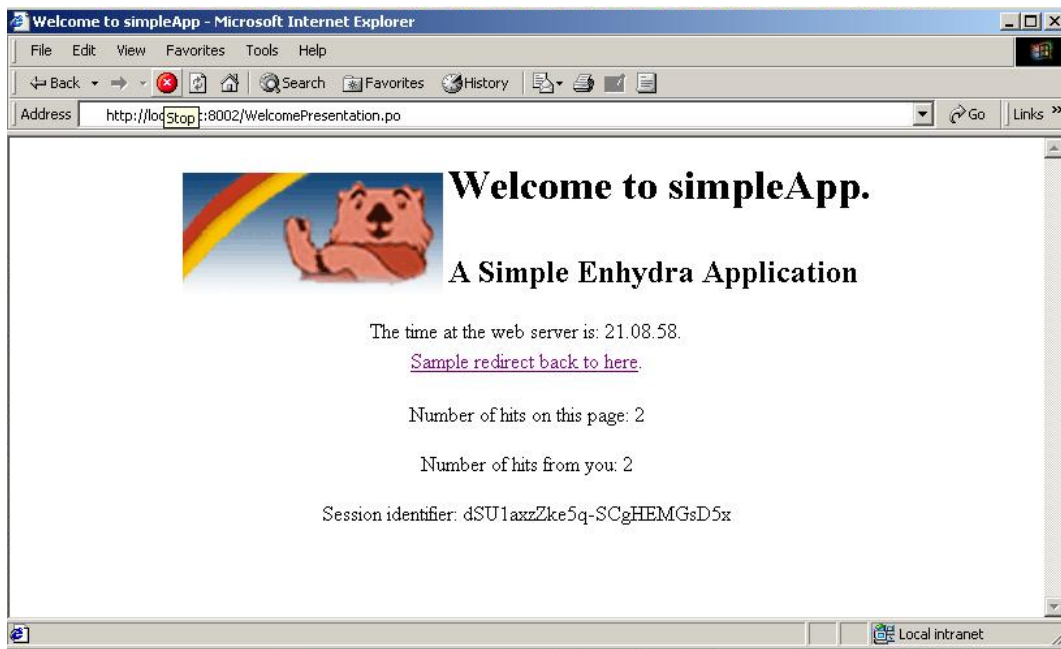 Welcome to simpleApp - Microsoft Internet Explorer
File Edit View Favorites Tools Help
Back Search Favorites History
Address http://loc Stop :8002/WelcomePresentation.po Go Links »
Welcome to simpleApp.
A Simple Enhydra Application
The time at the web server is: 21.08.58.
Sample redirect back to here.
Number of hits on this page: 2
Number of hits from you: 2
Session identifier: dSU1axzZke5q-SCgHEMGsD5x
Local intranet